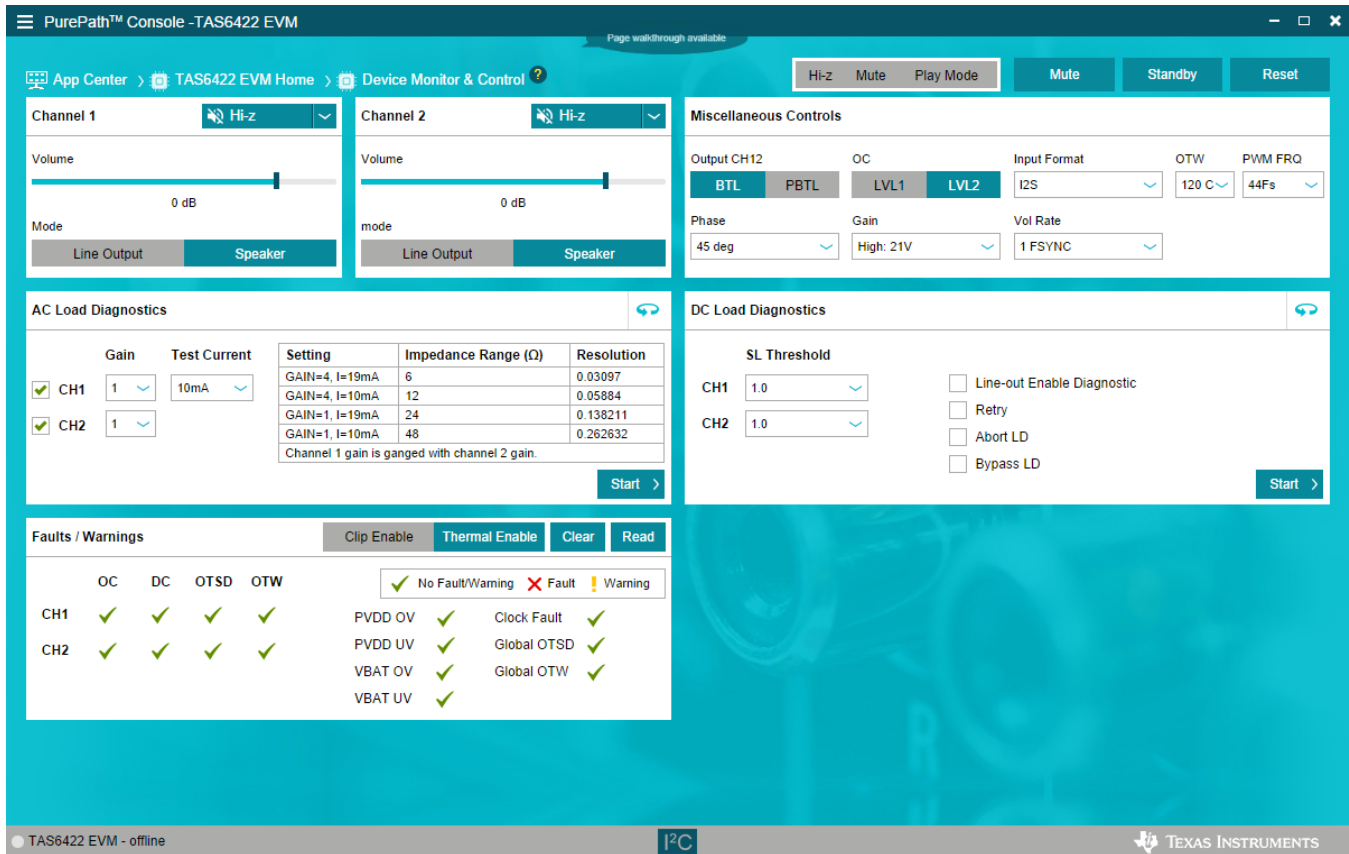 PurePath™ Console -TAS6422 EVM
Page walkthrough available
App Center > TAS6422 EVM Home > Device Monitor & Control ?
Hi-z Mute Play Mode
Mute
Standby
Reset
Channel 1
Hi-z
Volume
0 dB
Mode
Line Output Speaker
Channel 2
Hi-z
Volume
0 dB
mode
Line Output Speaker
Miscellaneous Controls
Output CH12 OC Input Format OTW PWM FRQ
BTL PBTL LVL1 LVL2 I2S 120 C 44Fs
Phase Gain Vol Rate
45 deg High: 21V 1 FSYNC
AC Load Diagnostics
Gain Test Current
CH1 1 10mA
CH2 1
Setting Impedance Range (Ω) Resolution
GAIN=4, I=19mA 6 0.03097
GAIN=4, I=10mA 12 0.05884
GAIN=1, I=19mA 24 0.138211
GAIN=1, I=10mA 48 0.262632
Channel 1 gain is ganged with channel 2 gain.
Start >
DC Load Diagnostics
SL Threshold
CH1 1.0
CH2 1.0
Line-out Enable Diagnostic
Retry
Abort LD
Bypass LD
Start >
Faults / Warnings
Clip Enable Thermal Enable Clear Read
OC DC OTSD OTW
CH1
CH2
No Fault/Warning Fault Warning
PVDD OV Clock Fault
PVDD UV Global OTSD
VBAT OV Global OTW
VBAT UV
TAS6422 EVM - offline
I²C
TEXAS INSTRUMENTS